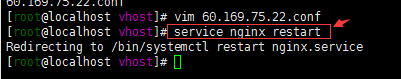 60.169.75.22.conf
[root@localhost vhost]# vim 60.169.75.22.conf
[root@localhost vhost]# service nginx restart
Redirecting to /bin/systemctl restart nginx.service
[root@localhost vhost]#